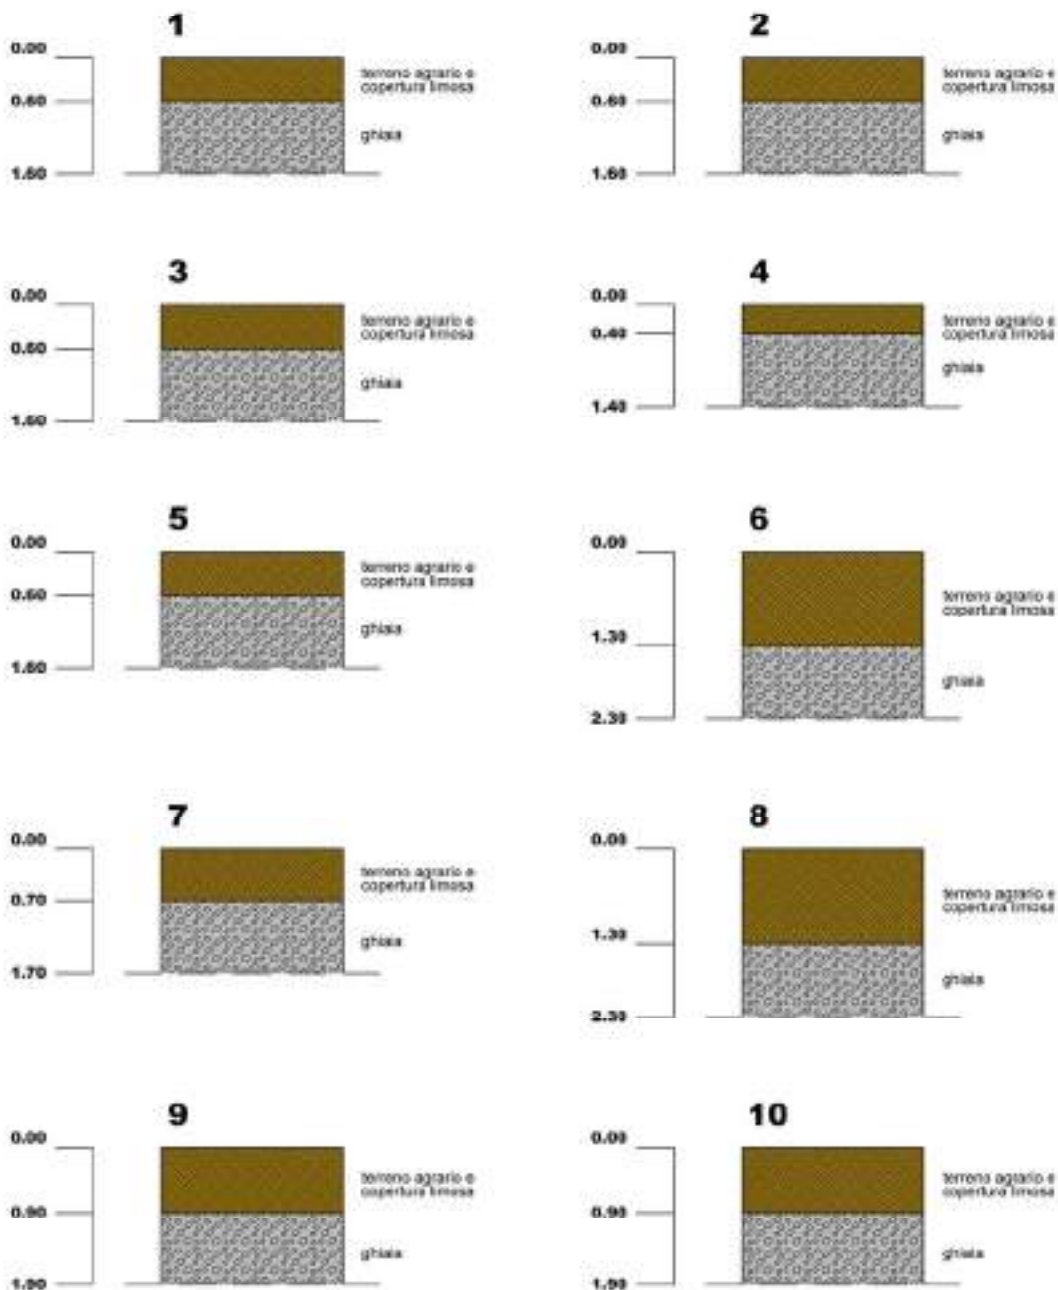 1
0.00
terreno agrario e
copertura limosa
0.60
ghiaia
1.60
2
0.00
terreno agrario e
copertura limosa
0.60
ghiaia
1.60
3
0.00
terreno agrario e
copertura limosa
0.60
ghiaia
1.60
4
0.00
terreno agrario e
copertura limosa
0.40
ghiaia
1.40
5
0.00
terreno agrario e
copertura limosa
0.60
ghiaia
1.60
6
0.00
terreno agrario e
copertura limosa
1.30
ghiaia
2.30
7
0.00
terreno agrario e
copertura limosa
0.70
ghiaia
1.70
8
0.00
terreno agrario e
copertura limosa
1.30
ghiaia
2.30
9
0.00
terreno agrario e
copertura limosa
0.90
ghiaia
1.90
10
0.00
terreno agrario e
copertura limosa
0.90
ghiaia
1.90